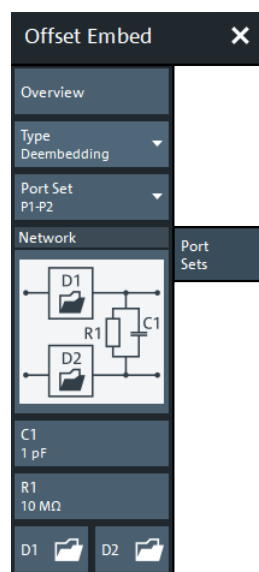 Offset Embed
Overview
Type
Deembedding
Port Set
P1-P2
Network
Port
Sets
D1
R1
C1
D2
C1
1 pF
R1
10 MΩ
D1
D2